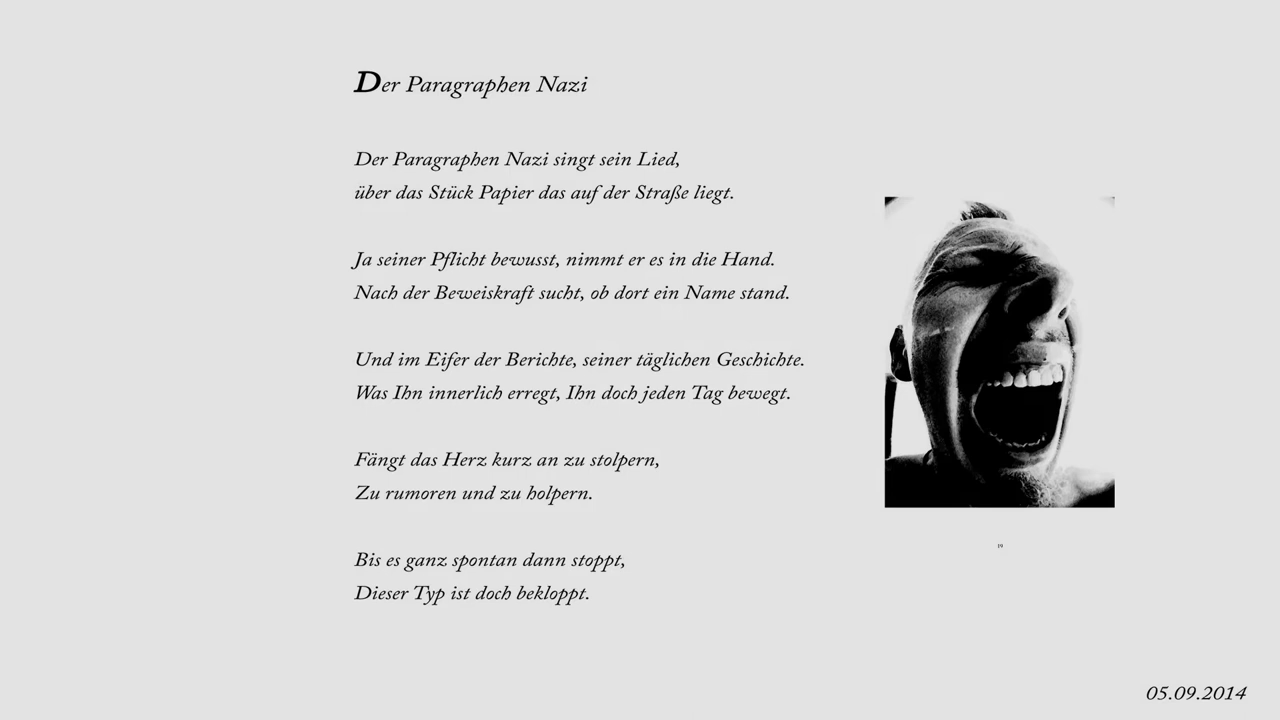 Der Paragraphen Nazi
Der Paragraphen Nazi singt sein Lied,
über das Stück Papier das auf der Straße liegt.
Ja seiner Pflicht bewusst, nimmt er es in die Hand.
Nach der Beweiskraft sucht, ob dort ein Name stand.
Und im Eifer der Berichte, seiner täglichen Geschichte.
Was Ihn innerlich erregt, Ihn doch jeden Tag bewegt.
Fängt das Herz kurz an zu stolpern,
Zu rumoren und zu holpern.
Bis es ganz spontan dann stoppt,
Dieser Typ ist doch bekloppt.
05.09.2014